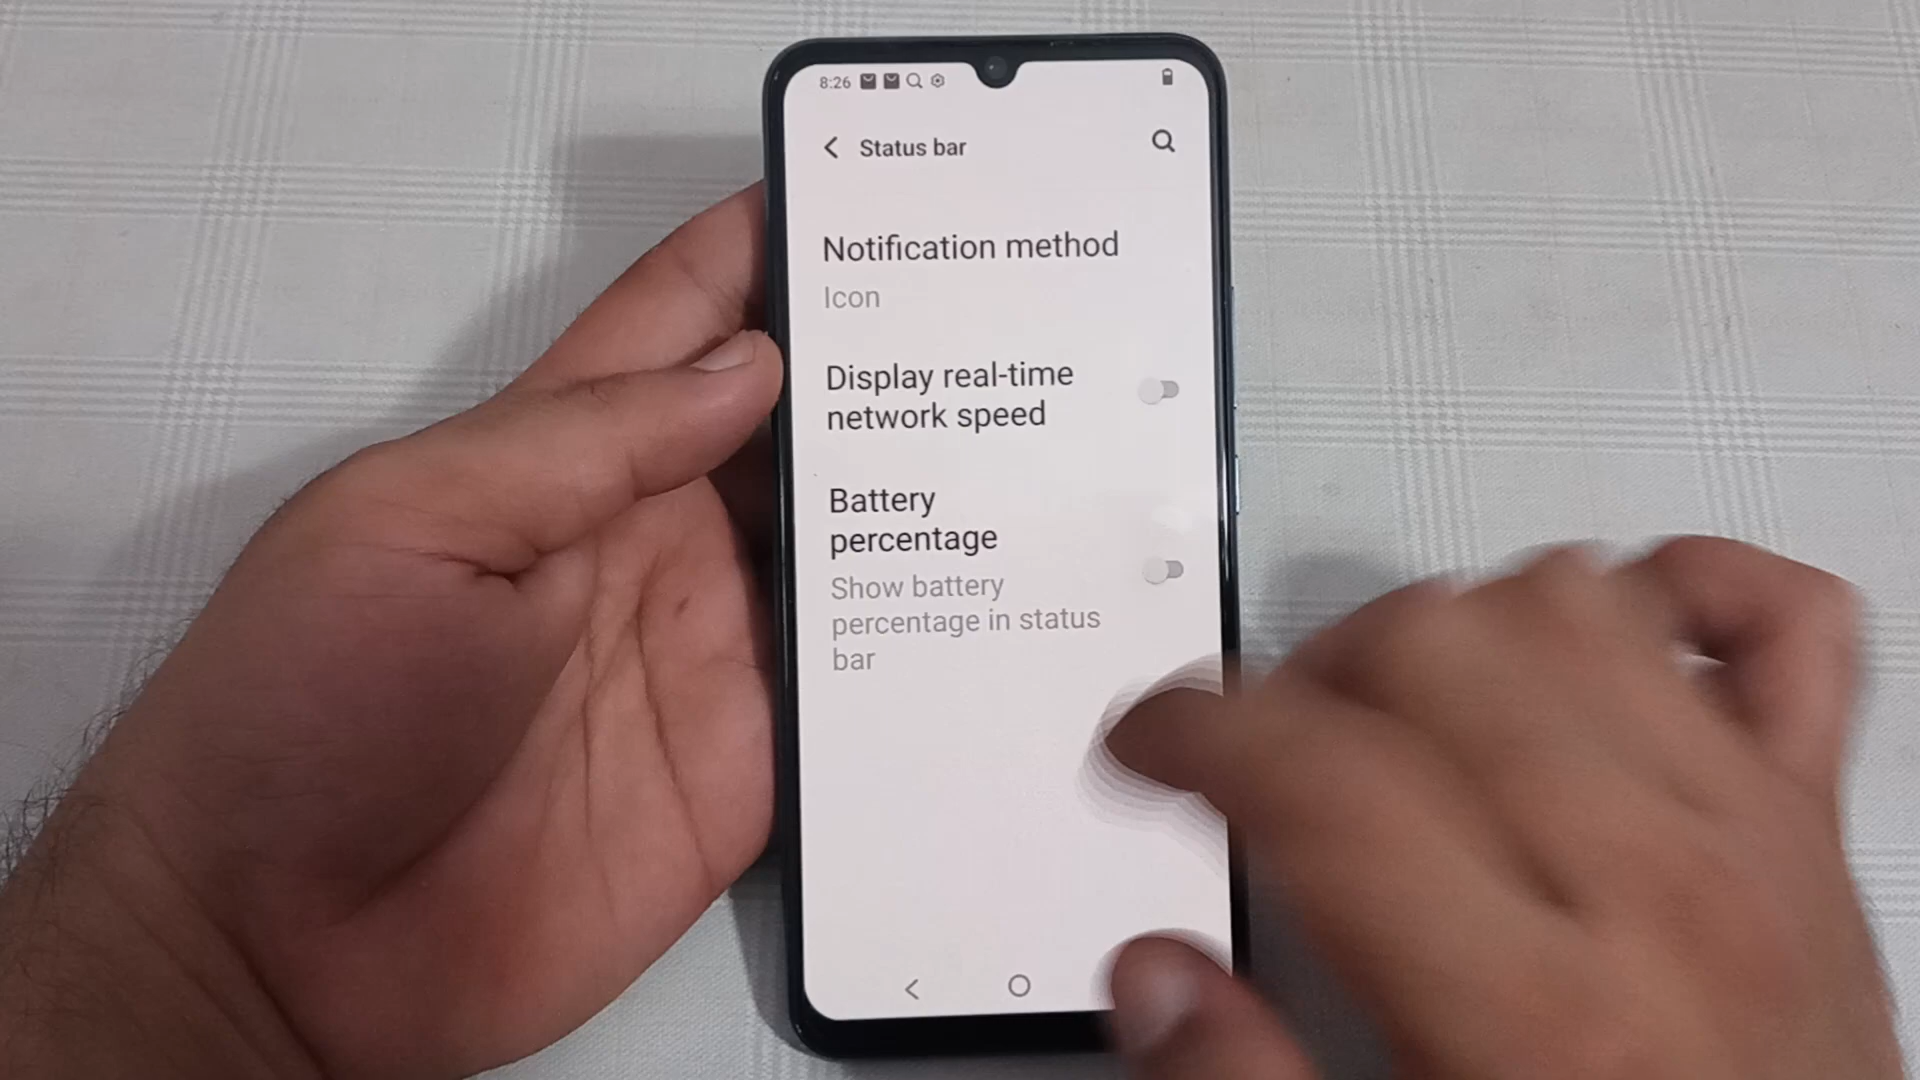 8:26
Status bar
Notification method
Icon
Display real-time
network speed
Battery
percentage
Show battery
percentage in status
bar